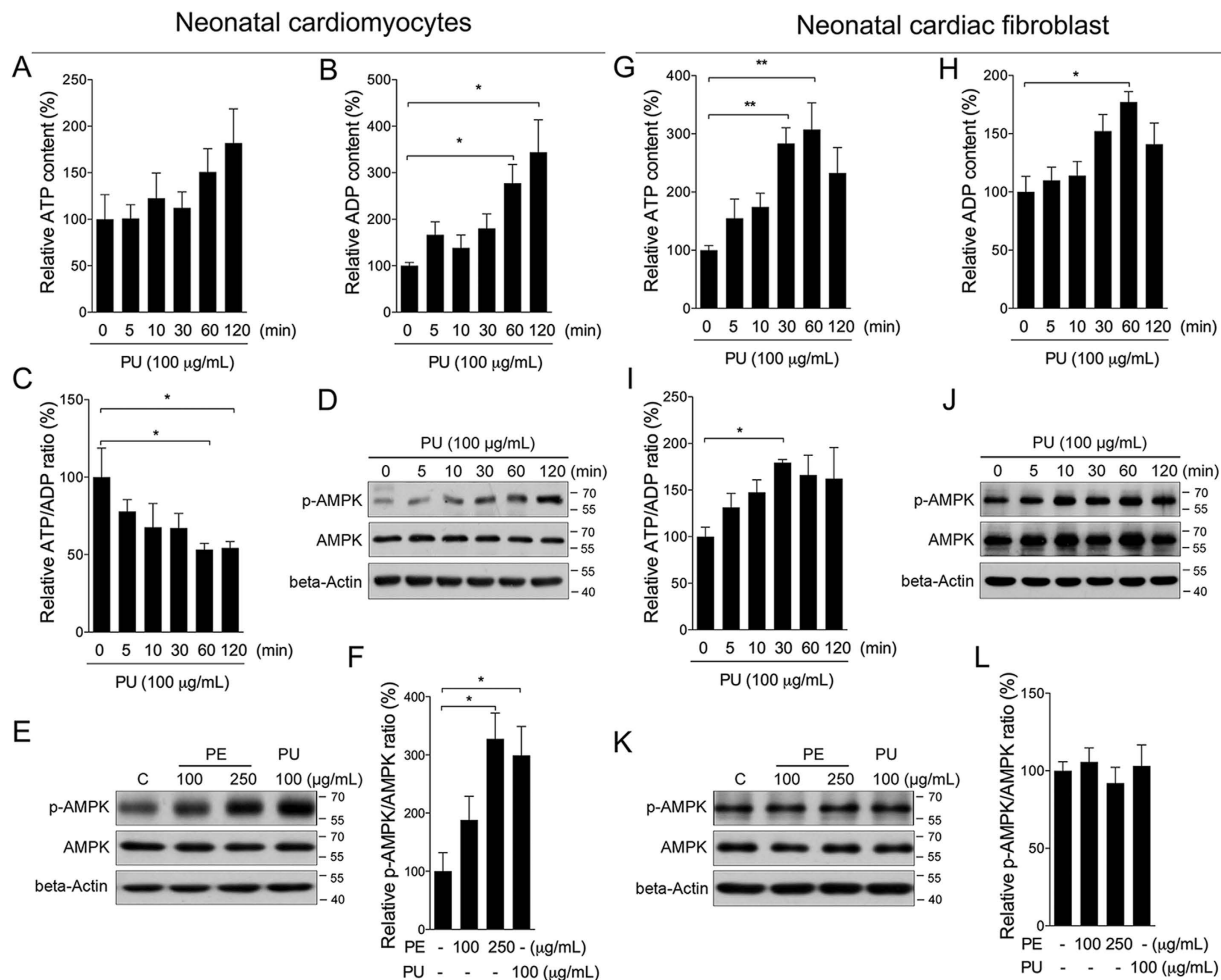 Neonatal cardiomyocytes
Neonatal cardiac fibroblast
A
Relative ATP content (%)
250
200
150
100
50
0
0 5 10 30 60 120 (min)
PU (100 μg/mL)
B
Relative ADP content (%)
500
400
300
200
100
0
*
*
0 5 10 30 60 120 (min)
PU (100 μg/mL)
G
Relative ATP content (%)
400
300
200
100
0
**
**
0 5 10 30 60 120 (min)
PU (100 μg/mL)
H
Relative ADP content (%)
200
150
100
50
0
*
0 5 10 30 60 120 (min)
PU (100 μg/mL)
C
Relative ATP/ADP ratio (%)
150
100
50
0
*
*
0 5 10 30 60 120 (min)
PU (100 μg/mL)
D
PU (100 μg/mL)
0 5 10 30 60 120 (min)
p-AMPK
70
55
AMPK
70
55
beta-Actin
55
40
I
Relative ATP/ADP ratio (%)
250
200
150
100
50
0
*
0 5 10 30 60 120 (min)
PU (100 μg/mL)
J
PU (100 μg/mL)
0 5 10 30 60 120 (min)
p-AMPK
70
55
AMPK
70
55
beta-Actin
55
40
E
PE PU
C 100 250 100 (μg/mL)
p-AMPK
70
55
AMPK
70
55
beta-Actin
55
40
F
Relative p-AMPK/AMPK ratio (%)
400
300
200
100
0
*
*
PE - 100 250 - (μg/mL)
PU - - - 100 (μg/mL)
K
PE PU
C 100 250 100 (μg/mL)
p-AMPK
70
55
AMPK
70
55
beta-Actin
55
40
L
Relative p-AMPK/AMPK ratio (%)
150
100
50
0
PE - 100 250 - (μg/mL)
PU - - - 100 (μg/mL)